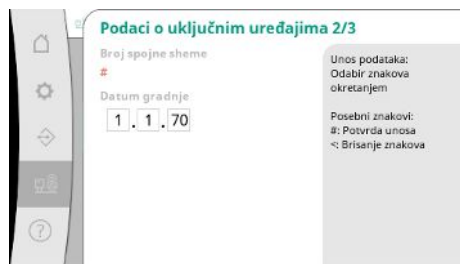 Podaci o uključnim uređajima 2/3
Broj spojne sheme
#
Datum gradnje
1 . 1 . 70
Unos podataka:
Odabir znakova
okretanjem
Posebni znakovi:
#: Potvrda unosa
<: Brisanje znakova
?